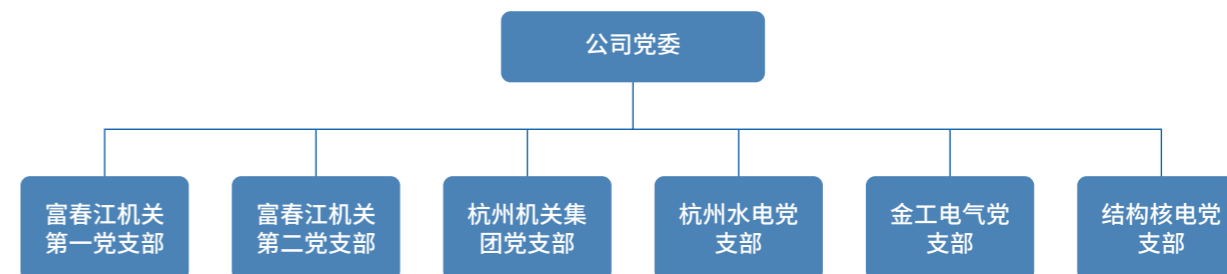 公司党委
富春江机关
第一党支部
富春江机关
第二党支部
杭州机关集
团党支部
杭州水电党
支部
金工电气党
支部
结构核电党
支部